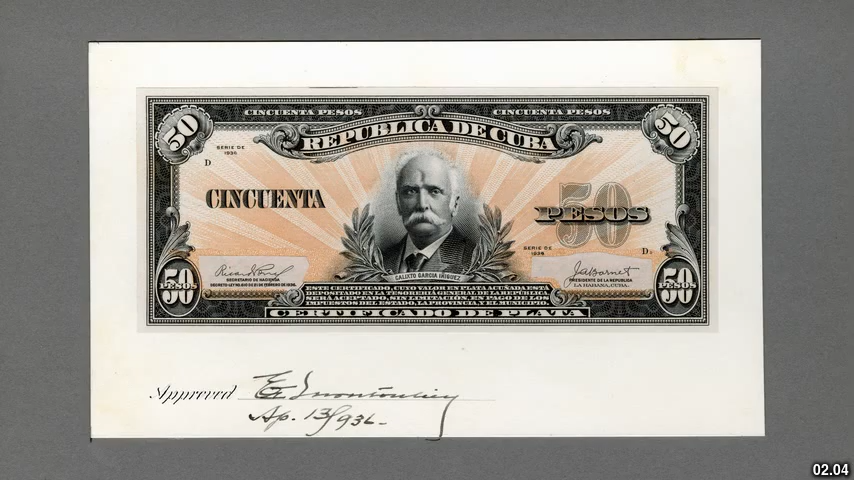 CINCUENTA PESOS CINCUENTA PESOS
50 REPUBLICA DE CUBA 50
SERIE DE
1936
D
CINCUENTA
50
PESOS
SERIE DE
1936
D
CALIXTO GARCIA IÑIGUEZ
SECRETARIO DE HACIENDA
PRESIDENTE DE LA REPUBLICA
LA HABANA, CUBA.
50
PESOS
50
PESOS
ESTE CERTIFICADO, CUYO VALOR EN PLATA ACUÑADA ESTA
DEPOSITADO EN LA TESORERIA GENERAL DE LA REPUBLICA
SERÁ ACEPTADO, SIN LIMITACIÓN, EN PAGO DE LOS
IMPUESTOS DEL ESTADO, LA PROVINCIA, Y EL MUNICIPIO.
CERTIFICADO DE PLATA
Approved
Ap. 13/936-
02.04